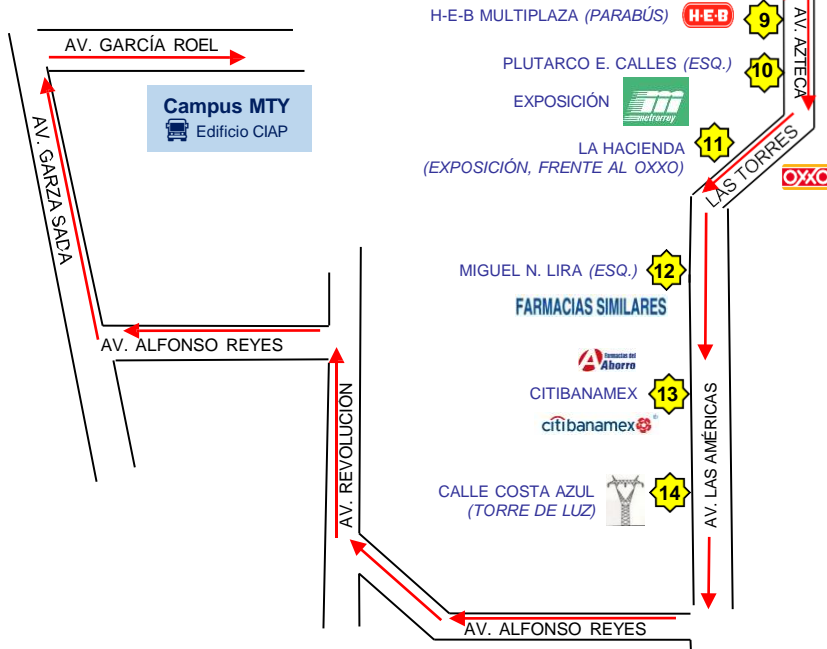 H-E-B MULTIPLAZA (PARABÚS)
H-E-B
9
AV. AZTECA
AV. GARCÍA ROEL
PLUTARCO E. CALLES (ESQ.)
10
Campus MTY
Edificio CIAP
EXPOSICIÓN
metrorrey
AV. GARZA SADA
LA HACIENDA
(EXPOSICIÓN, FRENTE AL OXXO)
11
LAS TORRES
OXXO
MIGUEL N. LIRA (ESQ.)
12
FARMACIAS SIMILARES
AV. ALFONSO REYES
Farmacias del
Ahorro
CITIBANAMEX
13
citibanamex
AV. REVOLUCION
AV. LAS AMÉRICAS
CALLE COSTA AZUL
(TORRE DE LUZ)
14
AV. ALFONSO REYES